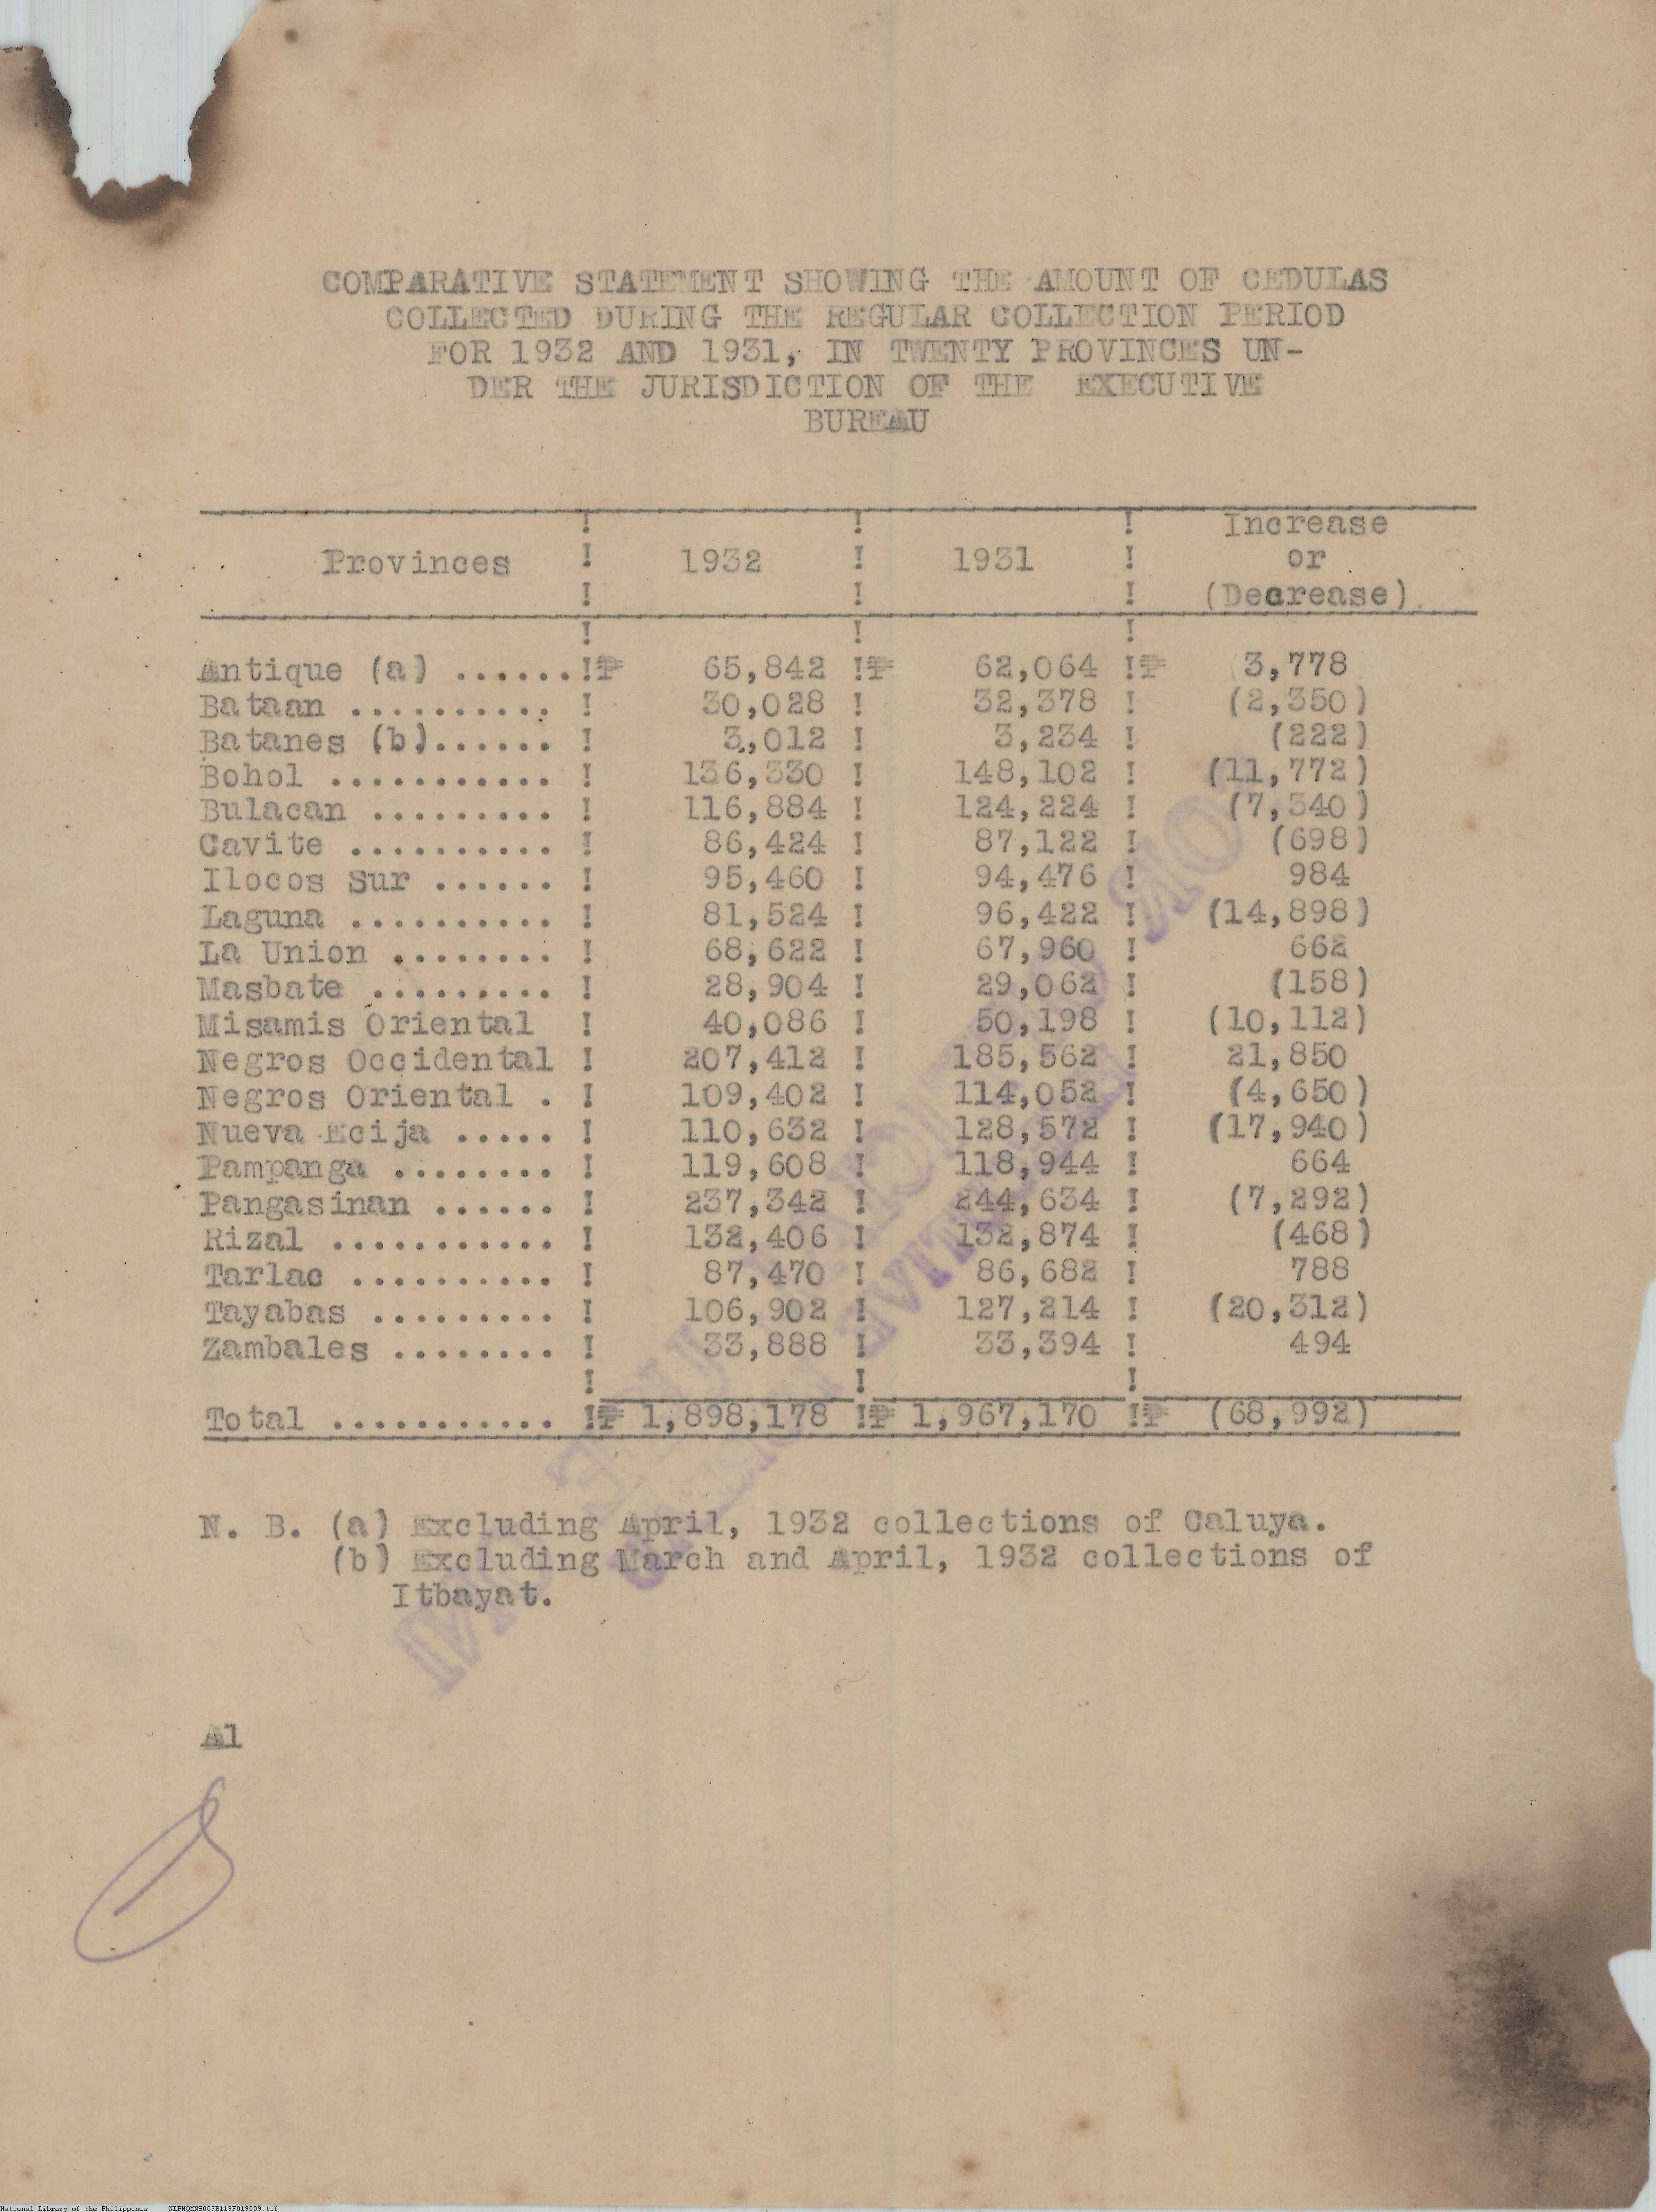 COMPARATIVE STATEMENT SHOWING THE AMOUNT OF CEDULAS
COLLECTED DURING THE REGULAR COLLECTION PERIOD
FOR 1932 AND 1931, IN TWENTY PROVINCES UN-
DER THE JURISDICTION OF THE EXECUTIVE
BUREAU
Provinces ! 1932 ! 1931 ! Increase or (Decrease)
Antique (a) ...... !₱ 65,842 !₱ 62,064 !₱ 3,778
Bataan .......... ! 30,028 ! 32,378 ! (2,350)
Batanes (b)...... ! 3,012 ! 3,234 ! (222)
Bohol ........... ! 136,330 ! 148,102 ! (11,772)
Bulacan ......... ! 116,884 ! 124,224 ! (7,340)
Cavite .......... ! 86,424 ! 87,122 ! (698)
Ilocos Sur ...... ! 95,460 ! 94,476 ! 984
Laguna .......... ! 81,524 ! 96,422 ! (14,898)
La Union ........ ! 68,622 ! 67,960 ! 662
Masbate ......... ! 28,904 ! 29,062 ! (158)
Misamis Oriental ! 40,086 ! 50,198 ! (10,112)
Negros Occidental ! 207,412 ! 185,562 ! 21,850
Negros Oriental . ! 109,402 ! 114,052 ! (4,650)
Nueva Ecija ..... ! 110,632 ! 128,572 ! (17,940)
Pampanga ........ ! 119,608 ! 118,944 ! 664
Pangasinan ...... ! 237,342 ! 244,634 ! (7,292)
Rizal ........... ! 132,406 ! 132,874 ! (468)
Tarlac .......... ! 87,470 ! 86,682 ! 788
Tayabas ......... ! 106,902 ! 127,214 ! (20,312)
Zambales ........ ! 33,888 ! 33,394 ! 494
Total ........... !₱ 1,898,178 !₱ 1,967,170 !₱ (68,992)
N. B. (a) Excluding April, 1932 collections of Caluya.
(b) Excluding March and April, 1932 collections of
Itbayat.
Al
National Library of the Philippines NLPMQMNS007B119F019009.tif